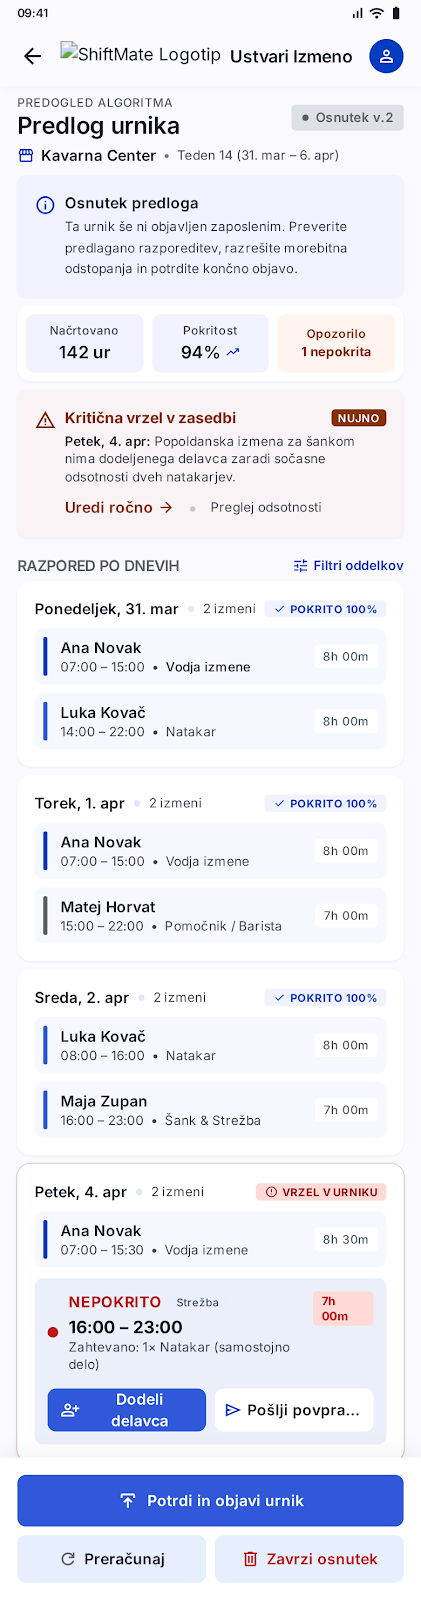 09:41
ShiftMate Logotip
Ustvari Izmeno
PREDOGLED ALGORITMA
Predlog urnika
Osnutek v.2
Kavarna Center • Teden 14 (31. mar – 6. apr)
Osnutek predloga
Ta urnik še ni objavljen zaposlenim. Preverite
predlagano razporeditev, razrešite morebitna
odstopanja in potrdite končno objavo.
Načrtovano
142 ur
Pokritost
94%
Opozorilo
1 nepokrita
Kritična vrzel v zasedbi
NUJNO
Petek, 4. apr: Popoldanska izmena za šankom
nima dodeljenega delavca zaradi sočasne
odsotnosti dveh natakarjev.
Uredi ročno → • Preglej odsotnosti
RAZPORED PO DNEVIH
Filtri oddelkov
Ponedeljek, 31. mar • 2 izmeni
POKRITO 100%
Ana Novak
07:00 – 15:00 • Vodja izmene
8h 00m
Luka Kovač
14:00 – 22:00 • Natakar
8h 00m
Torek, 1. apr • 2 izmeni
POKRITO 100%
Ana Novak
07:00 – 15:00 • Vodja izmene
8h 00m
Matej Horvat
15:00 – 22:00 • Pomočnik / Barista
7h 00m
Sreda, 2. apr • 2 izmeni
POKRITO 100%
Luka Kovač
08:00 – 16:00 • Natakar
8h 00m
Maja Zupan
16:00 – 23:00 • Šank & Strežba
7h 00m
Petek, 4. apr • 2 izmeni
VRZEL V URNIKU
Ana Novak
07:00 – 15:30 • Vodja izmene
8h 30m
NEPOKRITO
Strežba
7h
00m
16:00 – 23:00
Zahtevano: 1× Natakar (samostojno
delo)
Dodeli
delavca
Pošlji povpra...
Potrdi in objavi urnik
Preračunaj
Zavrzi osnutek